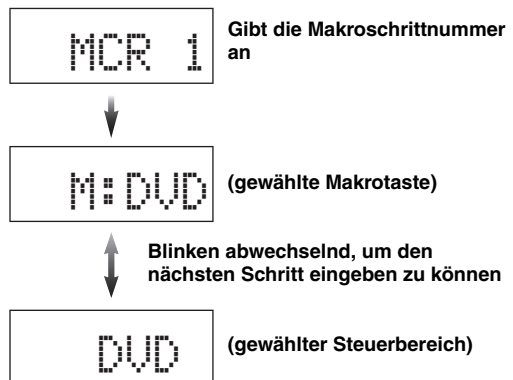 MCR 1
Gibt die Makroschrittnummer
an
M:DVD
(gewählte Makrotaste)
Blinken abwechselnd, um den
nächsten Schritt eingeben zu können
DVD
(gewählter Steuerbereich)